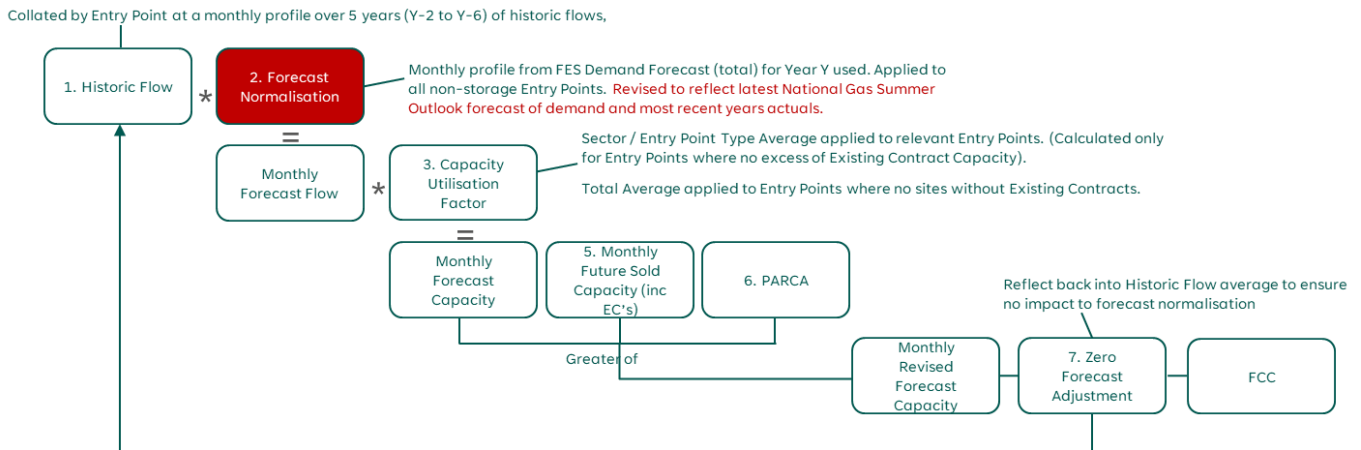 Collated by Entry Point at a monthly profile over 5 years (Y-2 to Y-6) of historic flows,
1. Historic Flow
*
2. Forecast
Normalisation
Monthly profile from FES Demand Forecast (total) for Year Y used. Applied to
all non-storage Entry Points. Revised to reflect latest National Gas Summer
Outlook forecast of demand and most recent years actuals.
=
Monthly
Forecast Flow
*
3. Capacity
Utilisation
Factor
Sector / Entry Point Type Average applied to relevant Entry Points. (Calculated only
for Entry Points where no excess of Existing Contract Capacity).
Total Average applied to Entry Points where no sites without Existing Contracts.
=
Monthly
Forecast
Capacity
5. Monthly
Future Sold
Capacity (inc
EC's)
6. PARCA
Greater of
Reflect back into Historic Flow average to ensure
no impact to forecast normalisation
Monthly
Revised
Forecast
Capacity
7. Zero
Forecast
Adjustment
FCC